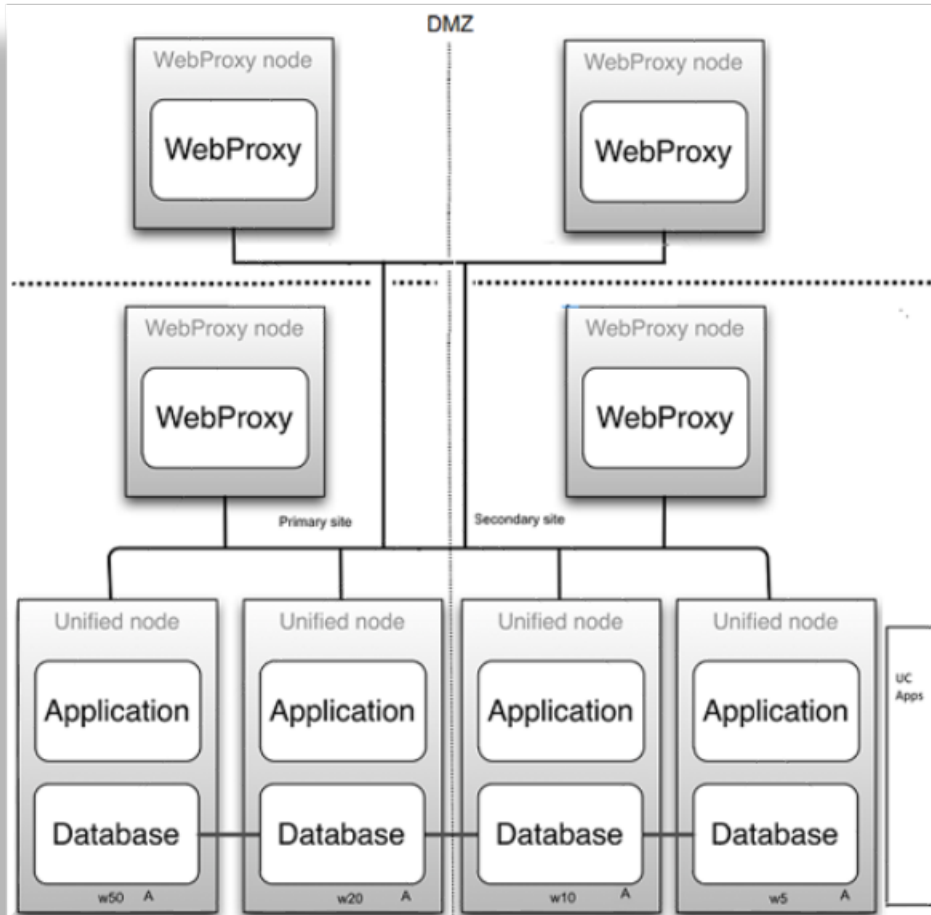 DMZ
WebProxy node
WebProxy node
WebProxy
WebProxy
WebProxy node
WebProxy node
WebProxy
WebProxy
Primary site
Secondary site
Unified node
Unified node
Unified node
Unified node
Application
Application
Application
Application
UC
Apps
Database
Database
Database
Database
w50 A
w20 A
w10 A
w5 A